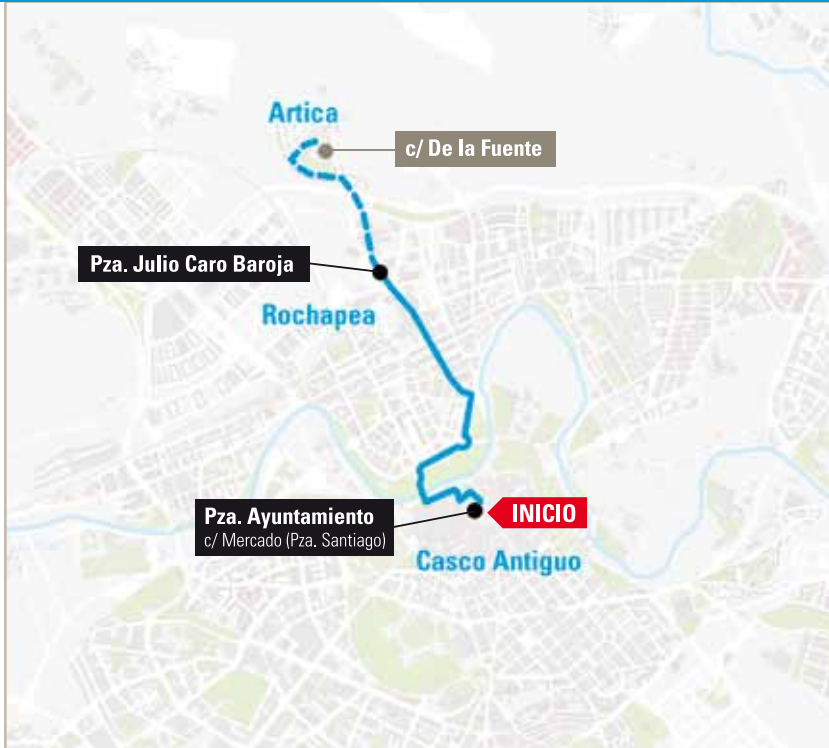 Artica
c/ De la Fuente
Pza. Julio Caro Baroja
Rochapea
Pza. Ayuntamiento
c/ Mercado (Pza. Santiago)
INICIO
Casco Antiguo